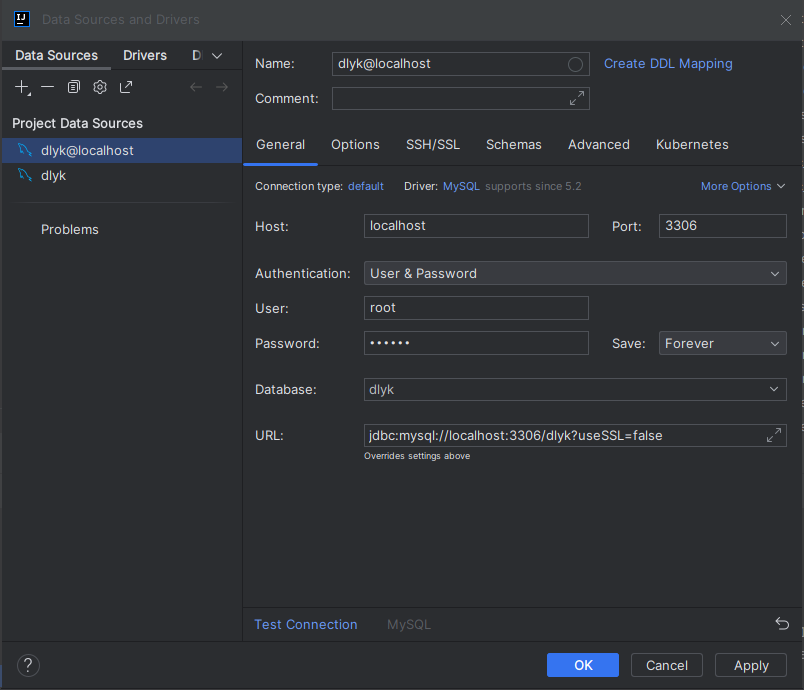 Data Sources and Drivers
Data Sources Drivers D
Project Data Sources
dlyk@localhost
dlyk
Problems
Name: dlyk@localhost Create DDL Mapping
Comment:
General Options SSH/SSL Schemas Advanced Kubernetes
Connection type: default Driver: MySQL supports since 5.2 More Options
Host: localhost Port: 3306
Authentication: User & Password
User: root
Password: •••••• Save: Forever
Database: dlyk
URL: jdbc:mysql://localhost:3306/dlyk?useSSL=false
Overrides settings above
Test Connection MySQL
? OK Cancel Apply